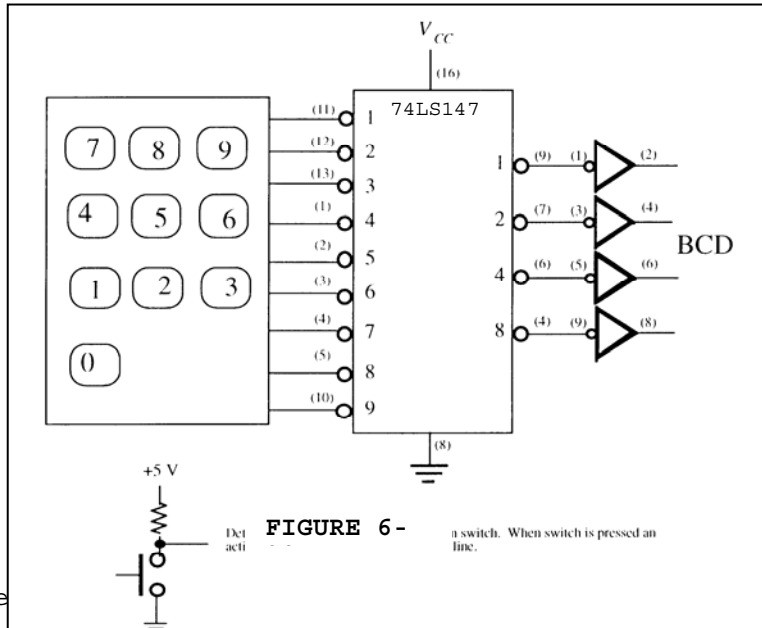 V CC
(16)
74LS147
7 8 9
4 5 6
1 2 3
0
(11) 1
(12) 2
(13) 3
(1) 4
(2) 5
(3) 6
(4) 7
(5) 8
(10) 9
1 (9) (1) (2)
2 (7) (3) (4)
4 (6) (5) (6)
8 (4) (9) (8)
BCD
(8)
+5 V
FIGURE 6-
switch. When switch is pressed an
line.
e